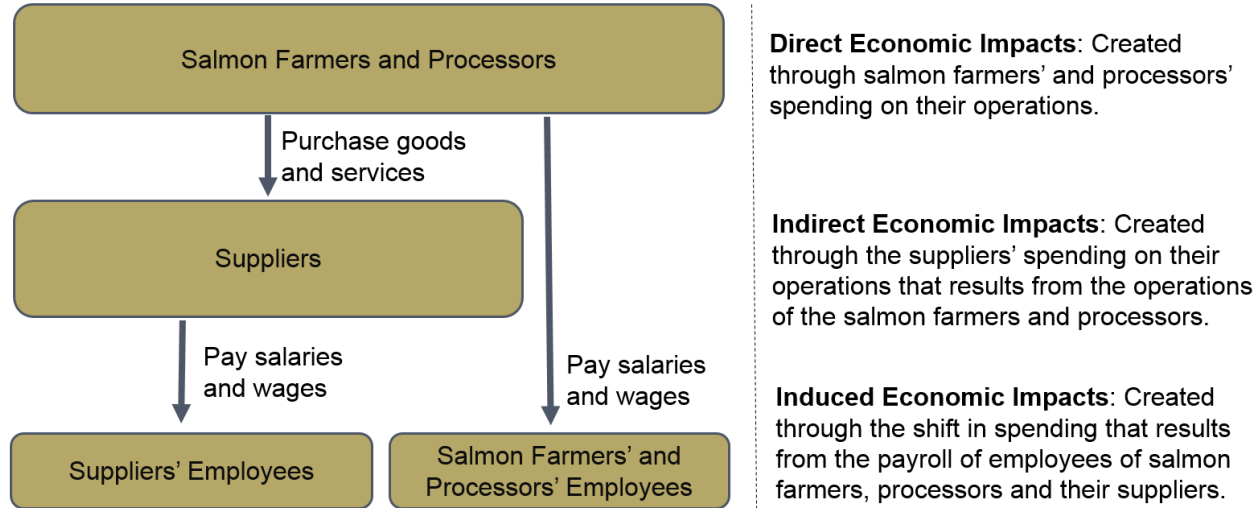 Salmon Farmers and Processors
Purchase goods
and services
Suppliers
Pay salaries
and wages
Pay salaries
and wages
Suppliers’ Employees
Salmon Farmers’ and
Processors’ Employees
Direct Economic Impacts: Created
through salmon farmers’ and processors’
spending on their operations.
Indirect Economic Impacts: Created
through the suppliers’ spending on their
operations that results from the operations
of the salmon farmers and processors.
Induced Economic Impacts: Created
through the shift in spending that results
from the payroll of employees of salmon
farmers, processors and their suppliers.